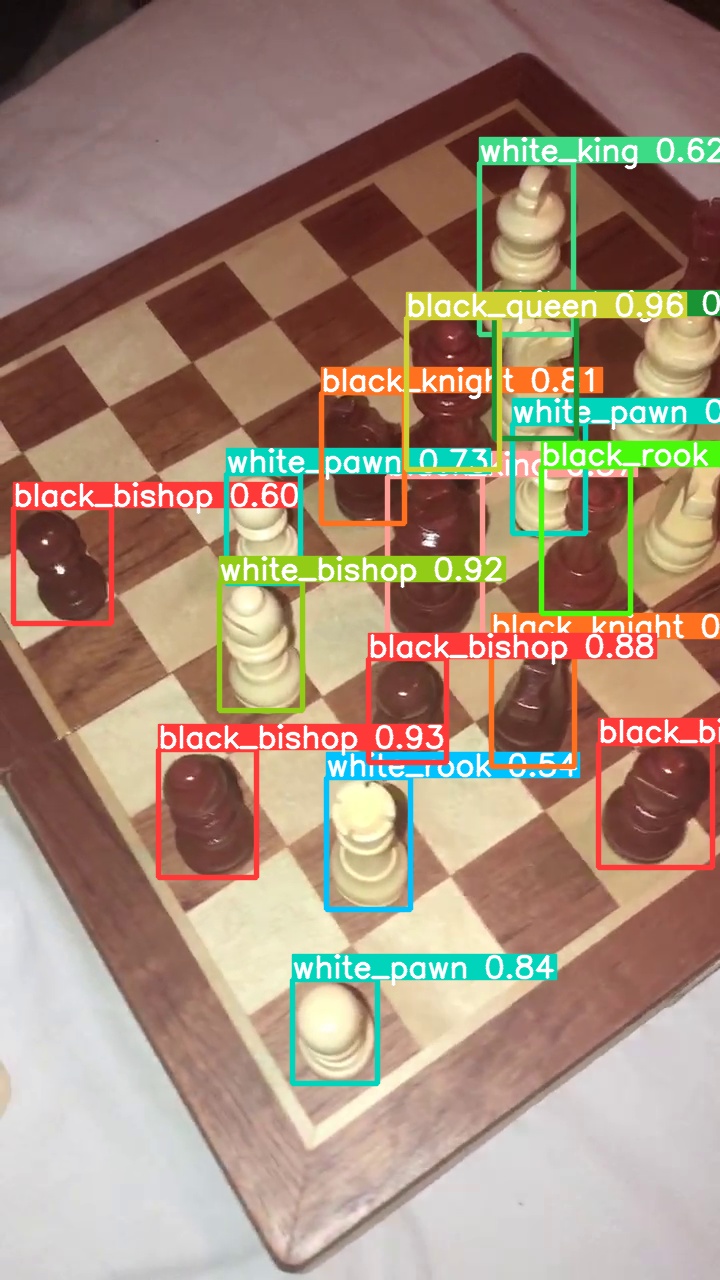 white_king 0.62
black_queen 0.96
black_knight 0.81
white_pawn
white_pawn 0.73
black_rook
black_bishop 0.60
white_bishop 0.92
black_knight
black_bishop 0.88
black_bishop 0.93
white_rook 0.54
white_pawn 0.84